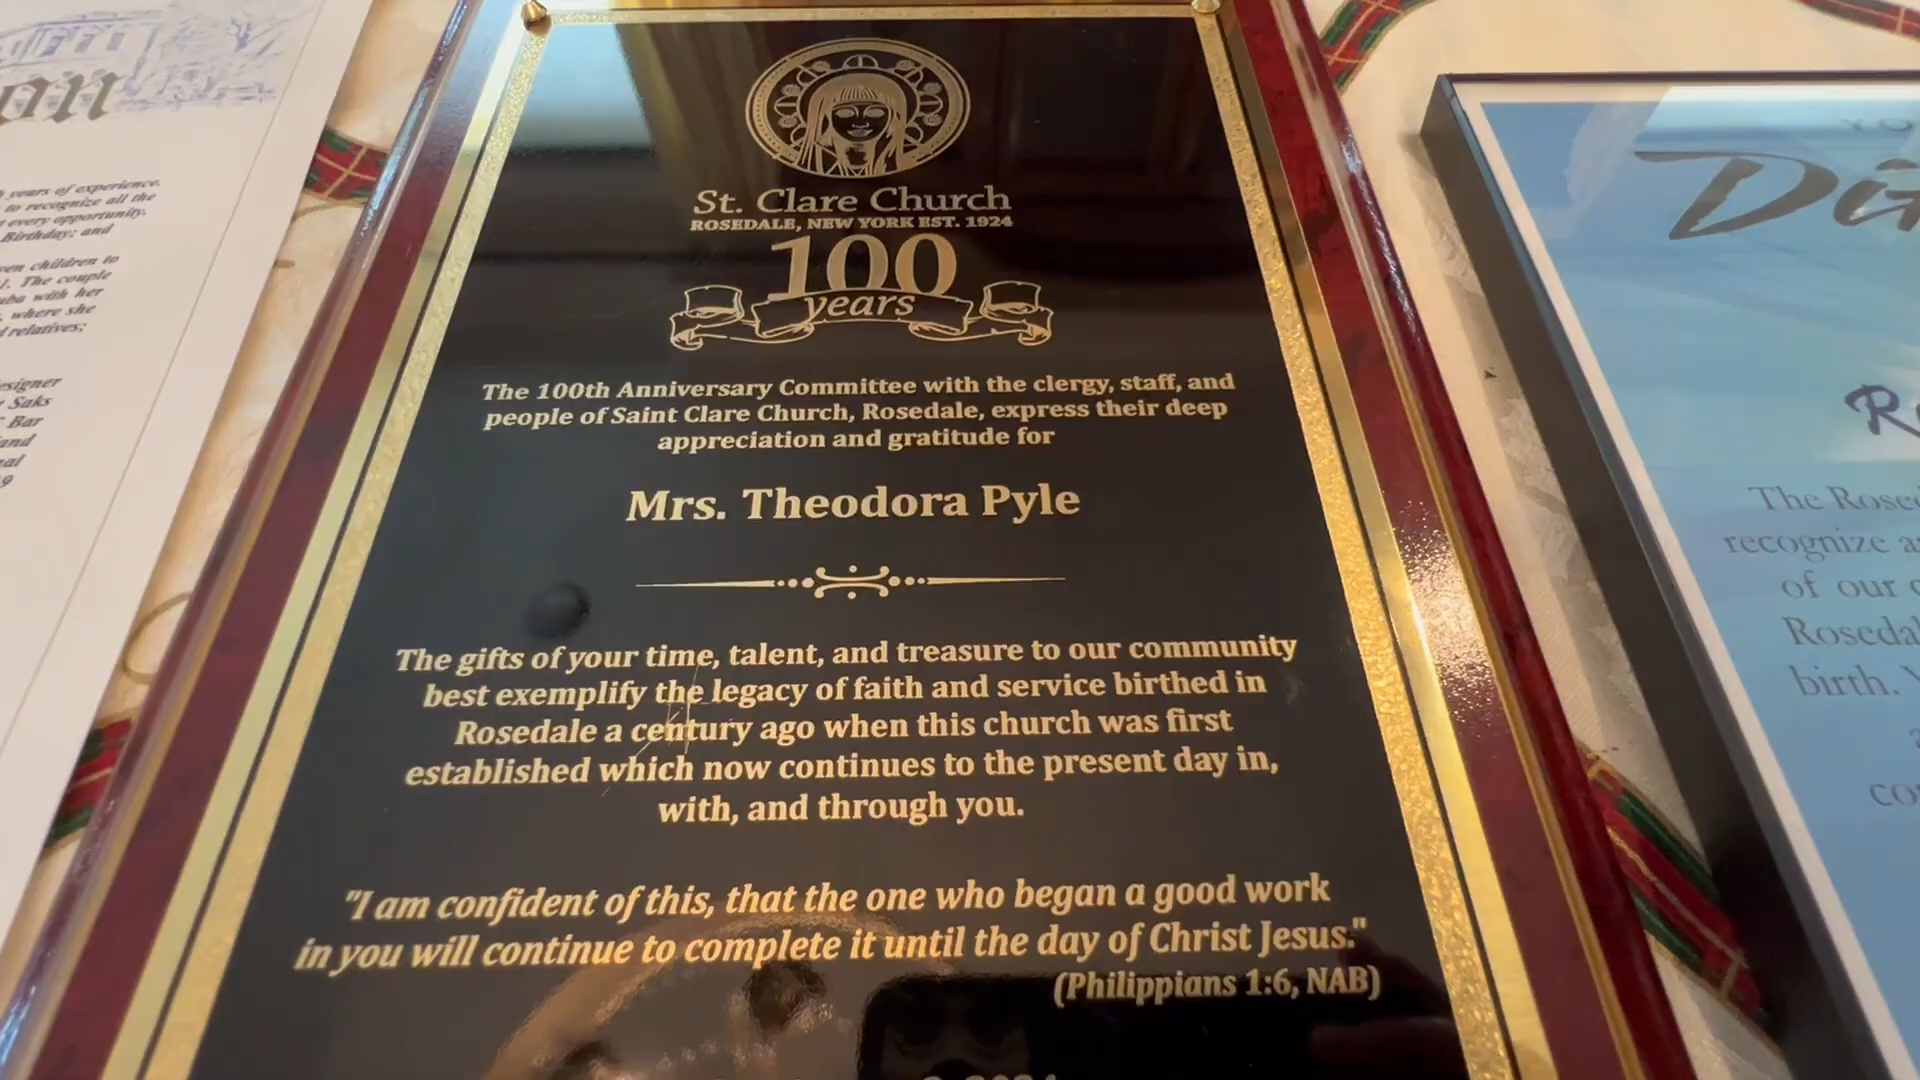 on
years of experience.
to recognize all the
every opportunity.
Birthday; and
children to
The couple
with her
, where she
relatives;
Saks
Bar
St. Clare Church
ROSEDALE, NEW YORK EST. 1924
100
years
The 100th Anniversary Committee with the clergy, staff, and
people of Saint Clare Church, Rosedale, express their deep
appreciation and gratitude for
Mrs. Theodora Pyle
The gifts of your time, talent, and treasure to our community
best exemplify the legacy of faith and service birthed in
Rosedale a century ago when this church was first
established which now continues to the present day in,
with, and through you.
"I am confident of this, that the one who began a good work
in you will continue to complete it until the day of Christ Jesus."
(Philippians 1:6, NAB)
The
recognize
of our
birth.